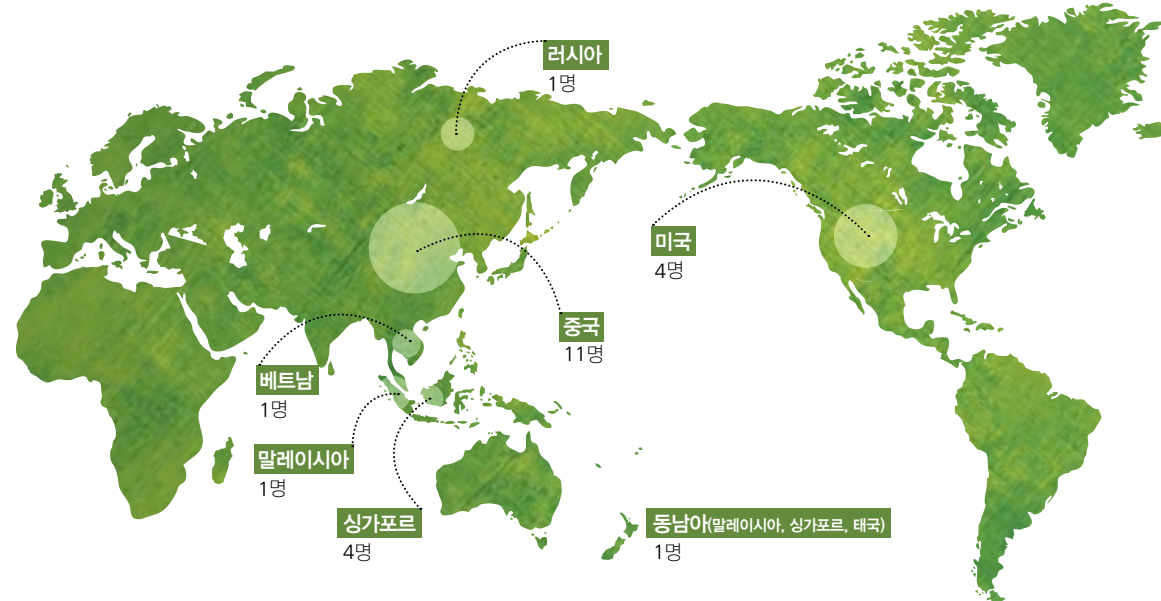 러시아
1명
미국
4명
중국
11명
베트남
1명
말레이시아
1명
싱가포르
4명
동남아(말레이시아, 싱가포르, 태국)
1명